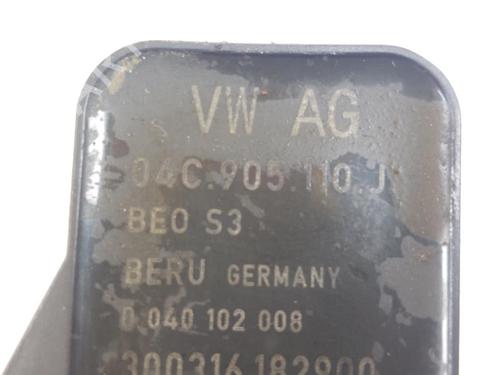 VW AG
04C.905.110.J
BEO S3
BERU GERMANY
0 040 102 008
300316 182900